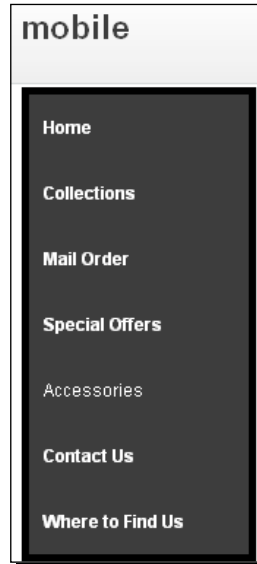 mobile
Home
Collections
Mail Order
Special Offers
Accessories
Contact Us
Where to Find Us